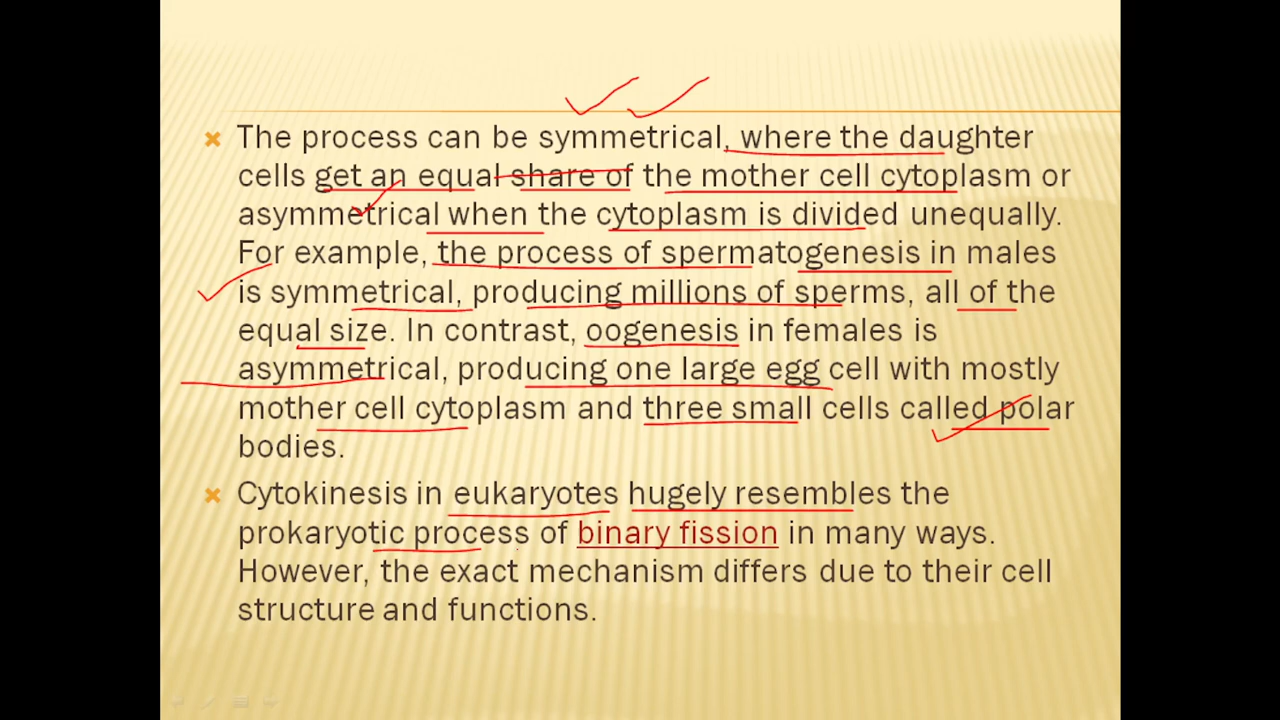 The process can be symmetrical, where the daughter
cells get an equal share of the mother cell cytoplasm or
asymmetrical when the cytoplasm is divided unequally.
For example, the process of spermatogenesis in males
is symmetrical, producing millions of sperms, all of the
equal size. In contrast, oogenesis in females is
asymmetrical, producing one large egg cell with mostly
mother cell cytoplasm and three small cells called polar
bodies.
Cytokinesis in eukaryotes hugely resembles the
prokaryotic process of binary fission in many ways.
However, the exact mechanism differs due to their cell
structure and functions.